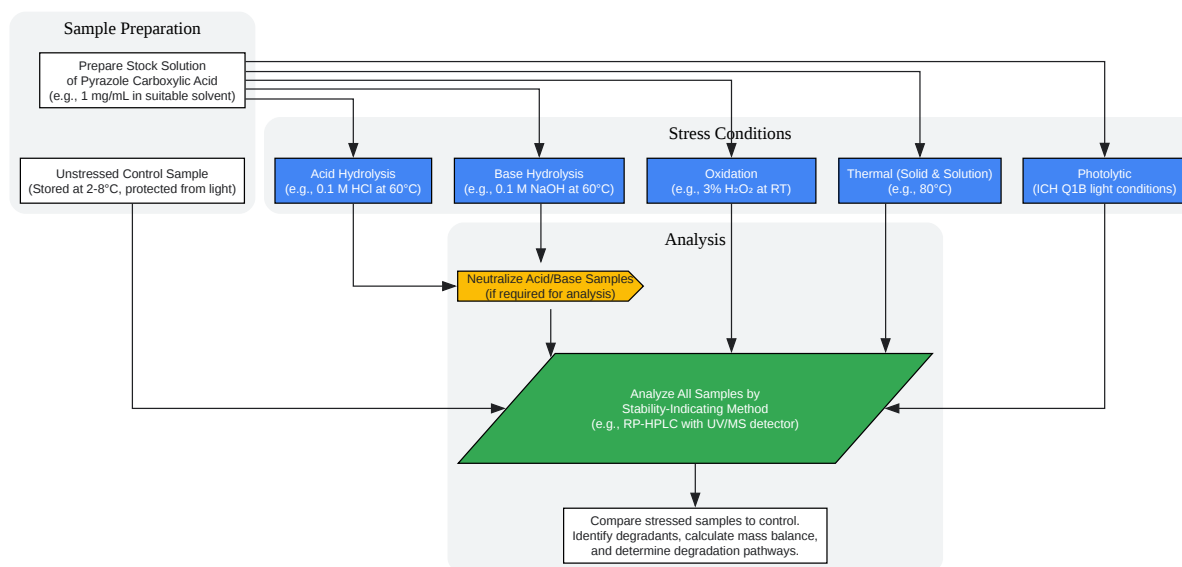 Sample Preparation
Prepare Stock Solution
of Pyrazole Carboxylic Acid
(e.g., 1 mg/mL in suitable solvent)
Unstressed Control Sample
(Stored at 2-8°C, protected from light)
Stress Conditions
Acid Hydrolysis
(e.g., 0.1 M HCl at 60°C)
Base Hydrolysis
(e.g., 0.1 M NaOH at 60°C)
Oxidation
(e.g., 3% H₂O₂ at RT)
Thermal (Solid & Solution)
(e.g., 80°C)
Photolytic
(ICH Q1B light conditions)
Analysis
Neutralize Acid/Base Samples
(if required for analysis)
Analyze All Samples by
Stability-Indicating Method
(e.g., RP-HPLC with UV/MS detector)
Compare stressed samples to control.
Identify degradants, calculate mass balance,
and determine degradation pathways.